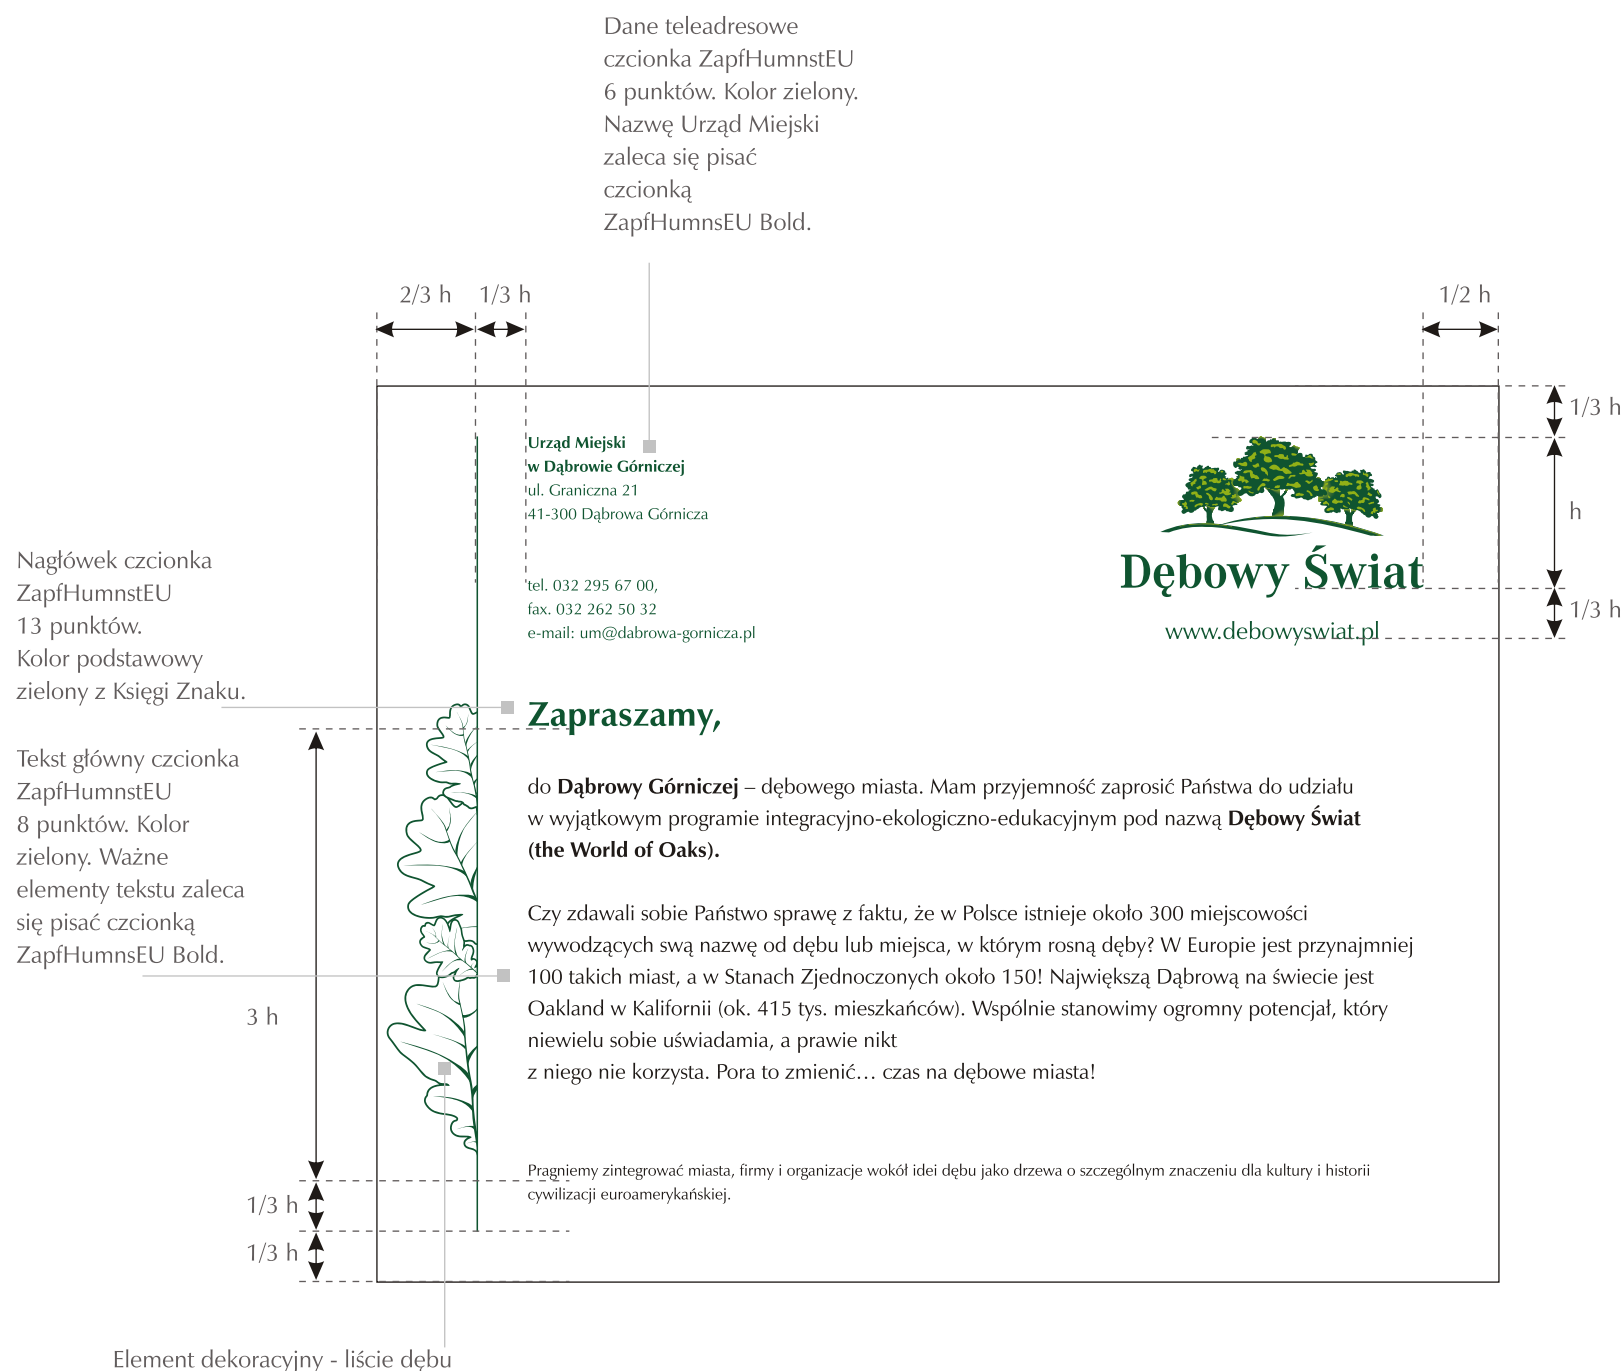 Dane teleadresowe
czcionka ZapfHumnstEU
6 punktów. Kolor zielony.
Nazwę Urząd Miejski
zaleca się pisać
czcionką
ZapfHumnsEU Bold.
2/3 h
1/3 h
1/2 h
1/3 h
h
1/3 h
Urząd Miejski
w Dąbrowie Górniczej
ul. Graniczna 21
41-300 Dąbrowa Górnicza
tel. 032 295 67 00,
fax. 032 262 50 32
e-mail: um@dabrowa-gornicza.pl
Dębowy Świat
www.debowyswiat.pl
Nagłówek czcionka
ZapfHumnstEU
13 punktów.
Kolor podstawowy
zielony z Księgi Znaku.
Tekst główny czcionka
ZapfHumnstEU
8 punktów. Kolor
zielony. Ważne
elementy tekstu zaleca
się pisać czcionką
ZapfHumnsEU Bold.
3 h
1/3 h
1/3 h
Zapraszamy,
do Dąbrowy Górniczej – dębowego miasta. Mam przyjemność zaprosić Państwa do udziału
w wyjątkowym programie integracyjno-ekologiczno-edukacyjnym pod nazwą Dębowy Świat
(the World of Oaks).
Czy zdawali sobie Państwo sprawę z faktu, że w Polsce istnieje około 300 miejscowości
wywodzących swą nazwę od dębu lub miejsca, w którym rosną dęby? W Europie jest przynajmniej
100 takich miast, a w Stanach Zjednoczonych około 150! Największą Dąbrową na świecie jest
Oakland w Kalifornii (ok. 415 tys. mieszkańców). Wspólnie stanowimy ogromny potencjał, który
niewielu sobie uświadamia, a prawie nikt
z niego nie korzysta. Pora to zmienić… czas na dębowe miasta!
Pragniemy zintegrować miasta, firmy i organizacje wokół idei dębu jako drzewa o szczególnym znaczeniu dla kultury i historii
cywilizacji euroamerykańskiej.
Element dekoracyjny - liście dębu